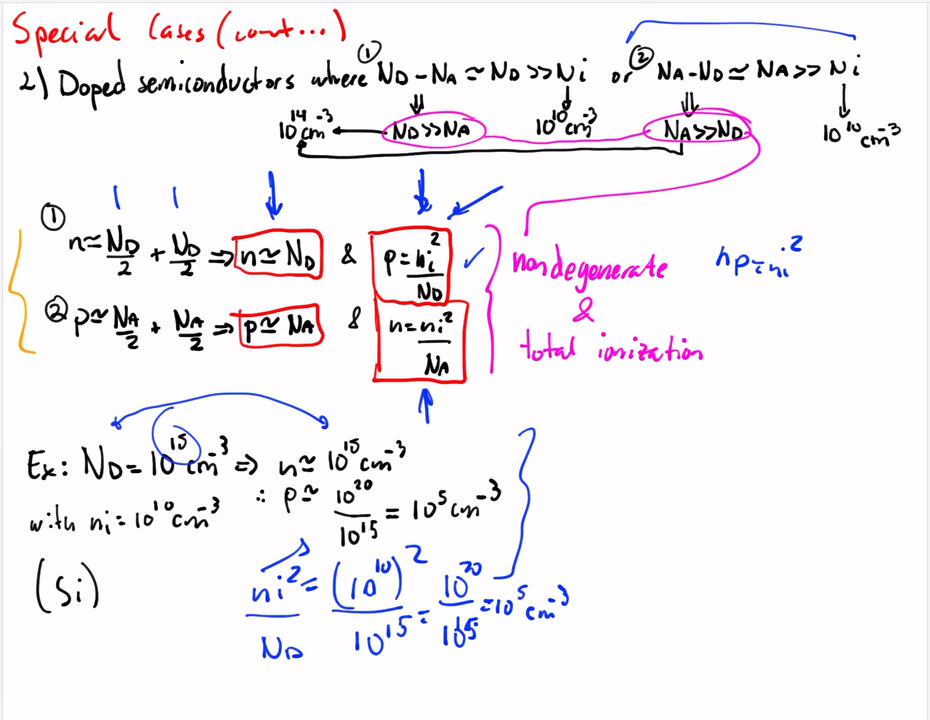 Special Cases (cont...)
2) Doped semiconductors where ① ND - NA ≃ ND >> Ni or ② NA - ND ≃ NA >> Ni
10^14 cm^-3 ← ND >> NA 10^10 cm^-3 NA >> ND 10^10 cm^-3
① n ≃ ND/2 + ND/2 ⇒ n ≃ ND & p = ni^2/ND ✓
② p ≃ NA/2 + NA/2 ⇒ p ≃ NA & n = ni^2/NA
nondegenerate
&
total ionization
np = ni^2
Ex: ND = 10^15 cm^-3 ⇒ n ≃ 10^15 cm^-3
with ni = 10^10 cm^-3 ∴ p ≃ 10^20/10^15 = 10^5 cm^-3
(Si)
ni^2/ND = (10^10)^2/10^15 = 10^20/10^15 = 10^5 cm^-3